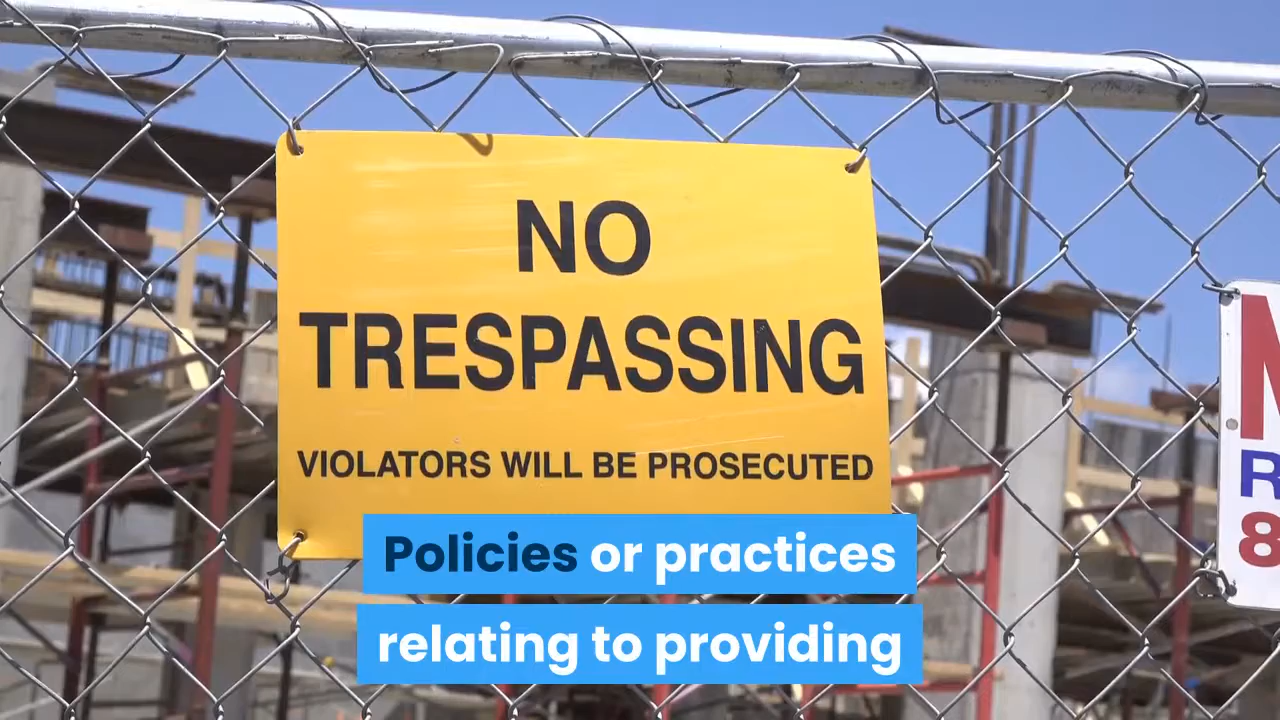 NO
TRESPASSING
VIOLATORS WILL BE PROSECUTED
Policies or practices
relating to providing